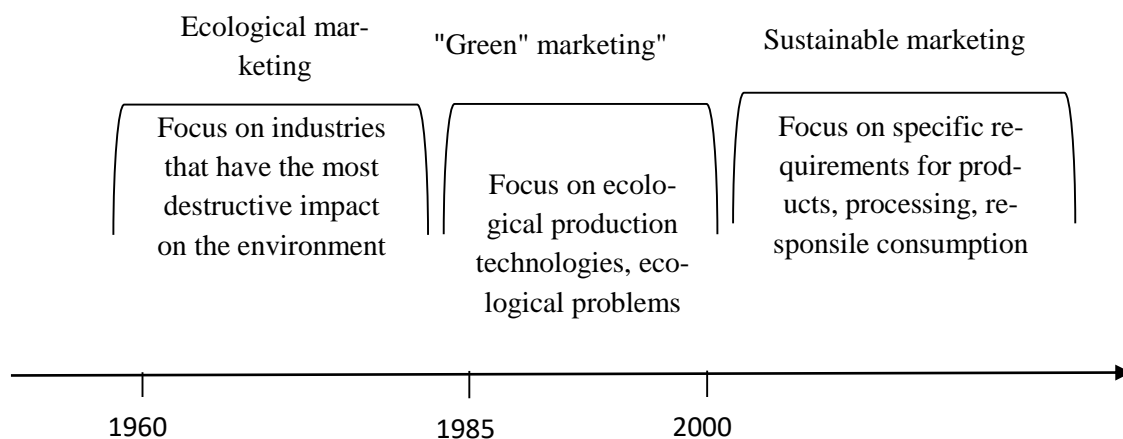 Ecological mar-
keting
"Green" marketing"
Sustainable marketing
Focus on industries
that have the most
destructive impact
on the environment
Focus on ecolo-
gical production
technologies, eco-
logical problems
Focus on specific re-
quirements for prod-
ucts, processing, re-
sponsile consumption
1960
1985
2000